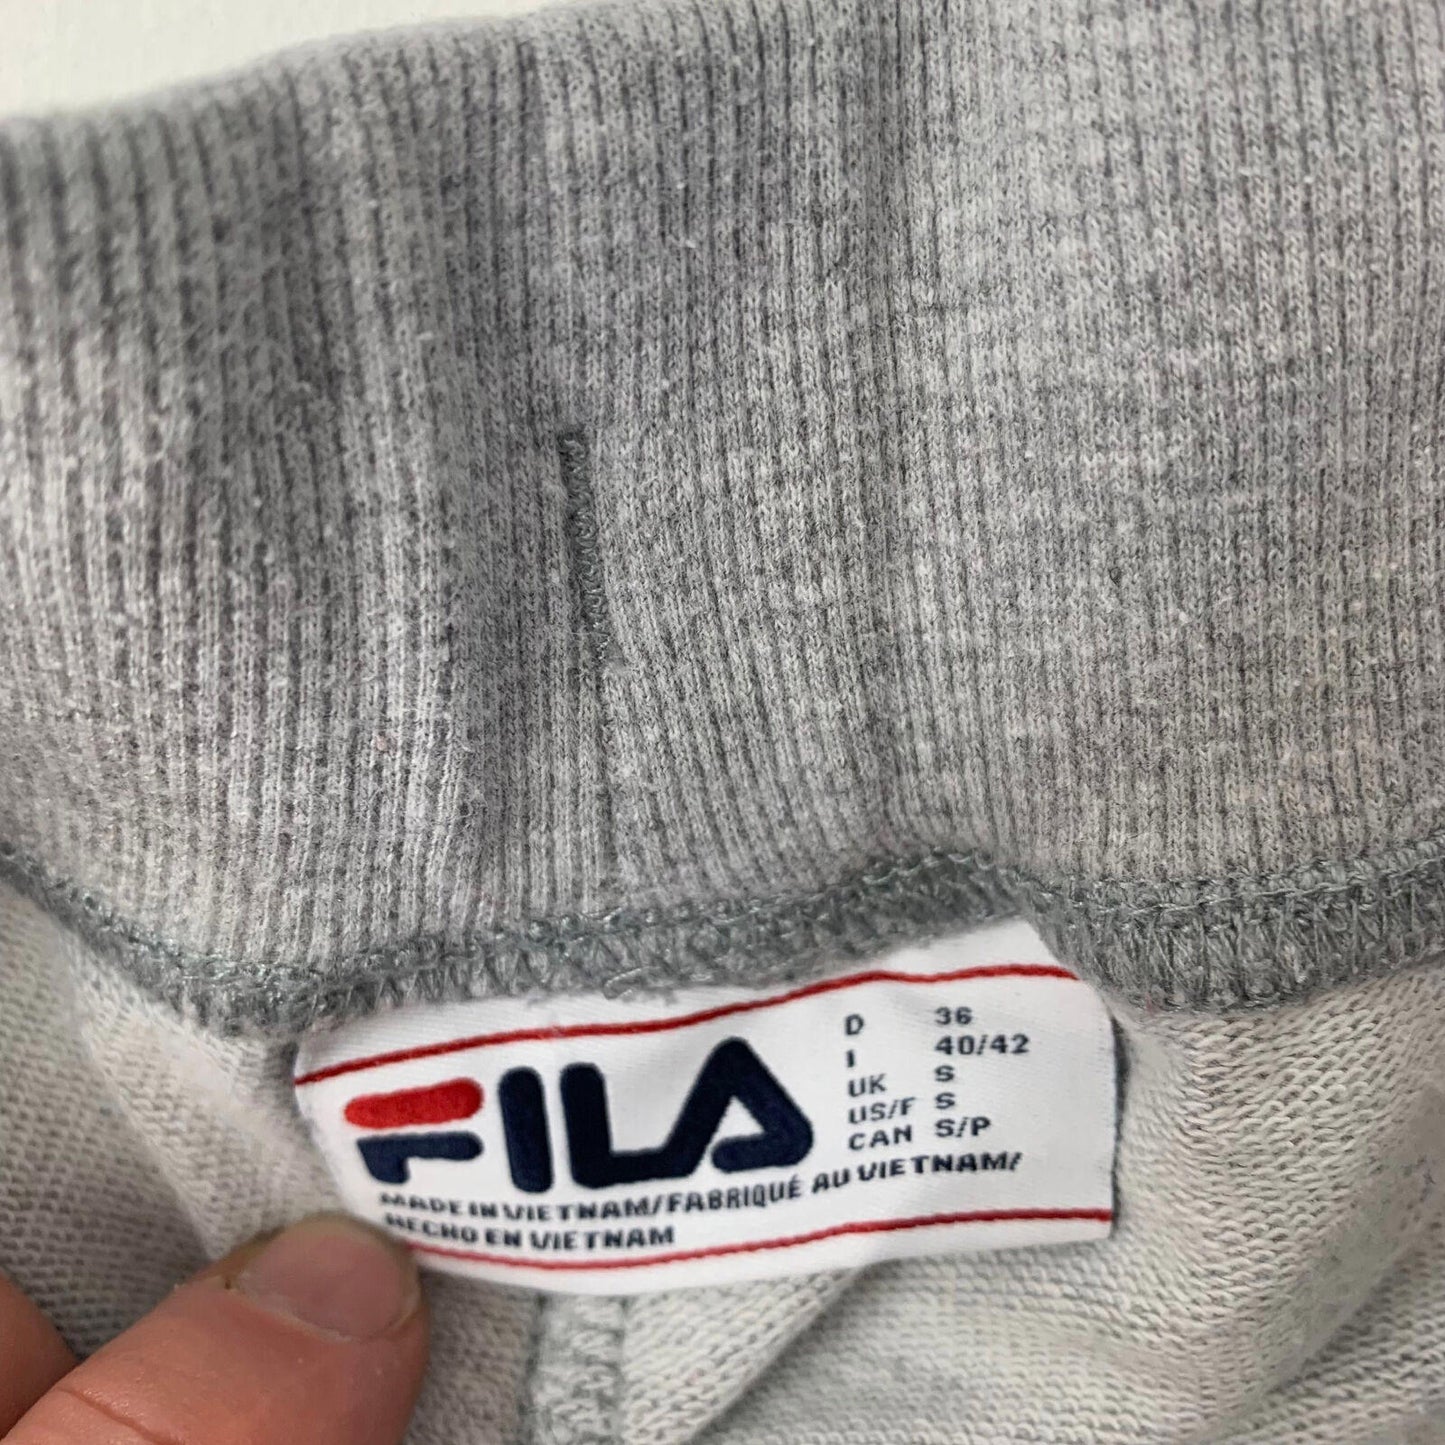 FILA
D 36
I 40/42
UK S
US/F S
CAN S/P
MADE IN VIETNAM/FABRIQUÉ AU VIETNAM/
HECHO EN VIETNAM